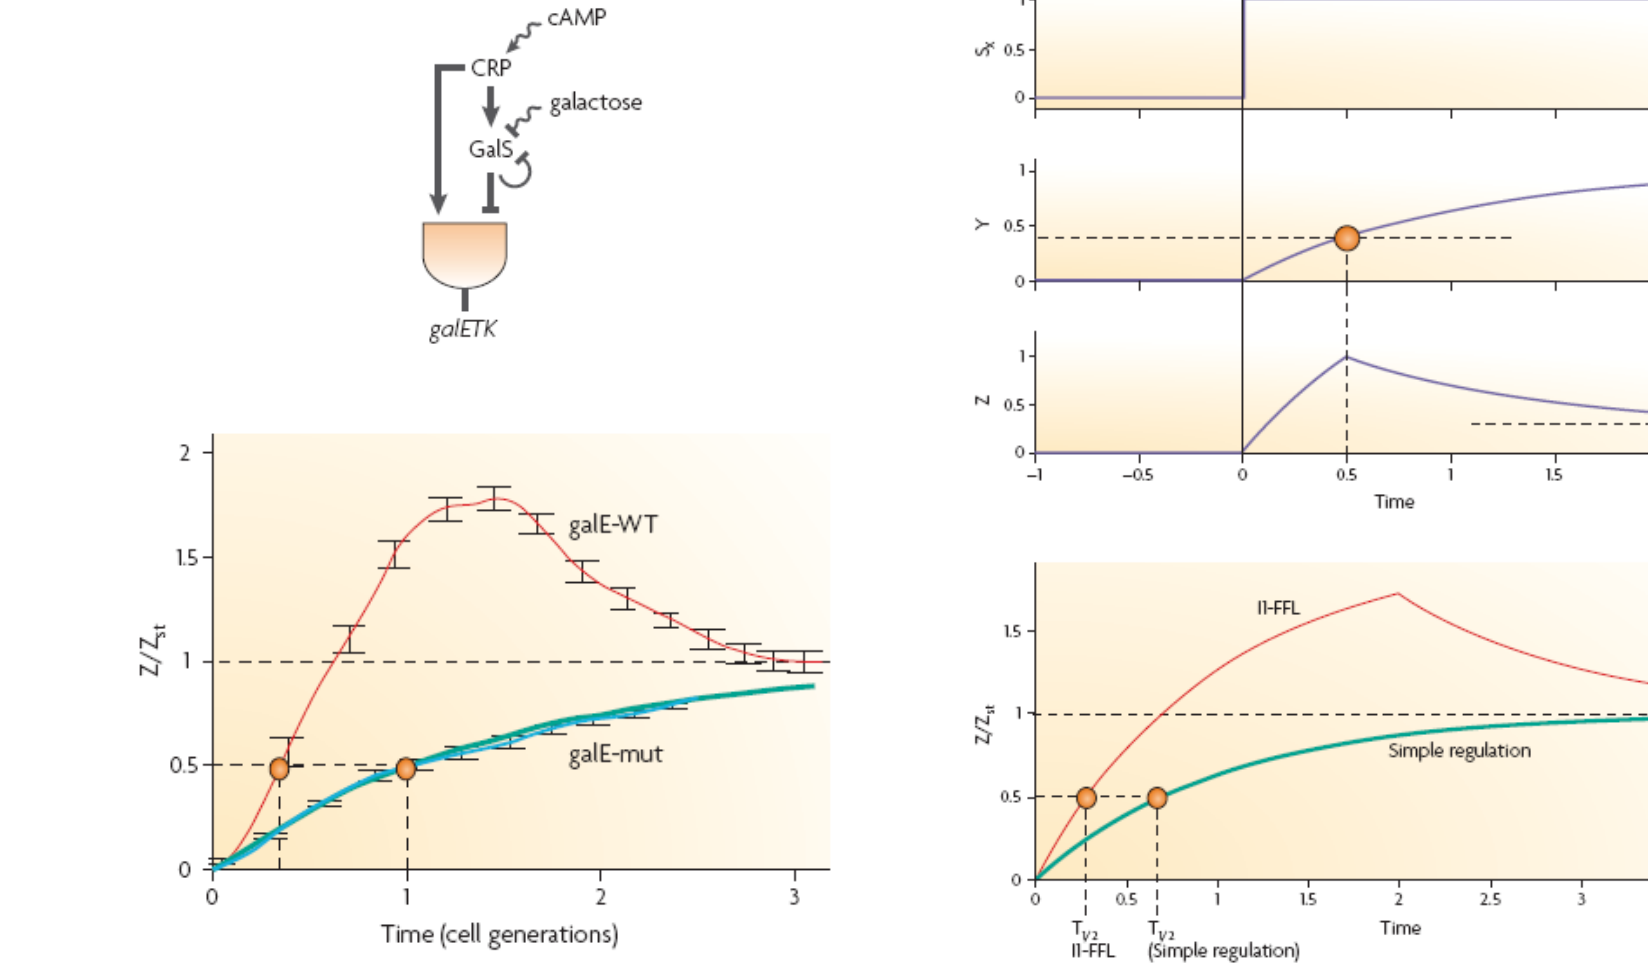 cAMP
CRP
galactose
GalS
galETK
2
1.5
1
0.5
0
Z/Zst
galE-WT
galE-mut
0 1 2 3
Time (cell generations)
Sx
0.5
0
Y
1
0.5
0
Z
1
0.5
0
-1 -0.5 0 0.5 1 1.5
Time
Z/Zst
1.5
1
0.5
0
I1-FFL
Simple regulation
0 0.5 1 1.5 2 2.5 3
T1/2 T1/2
I1-FFL (Simple regulation)
Time